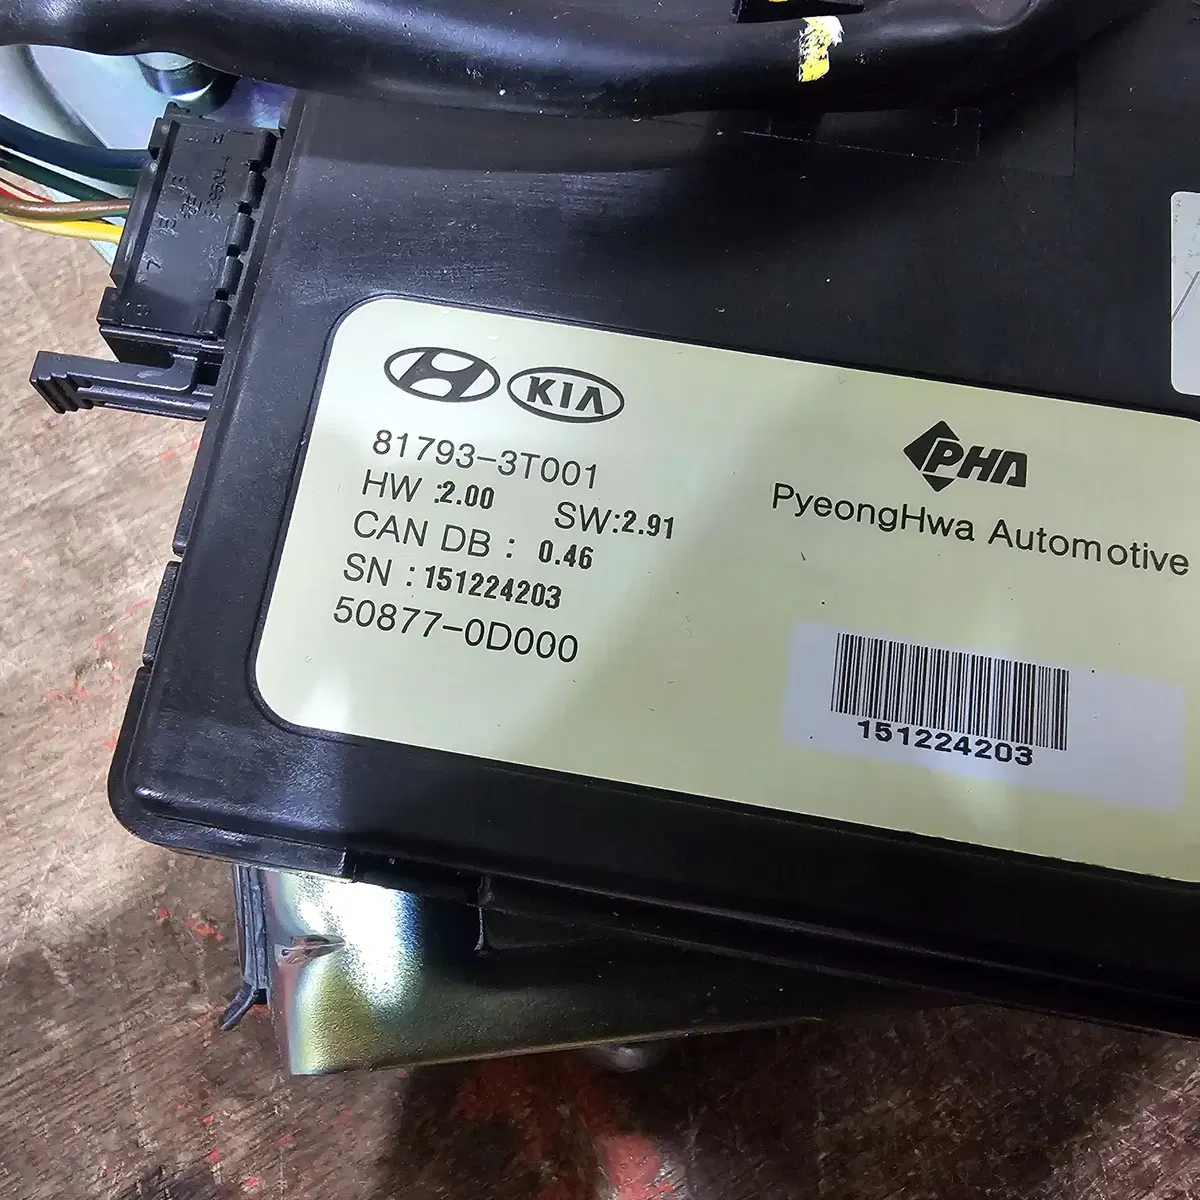 KIA
81793-3T001
HW :2.00 SW:2.91
CAN DB : 0.46
SN : 151224203
50877-0D000
PHA
PyeongHwa Automotive
151224203